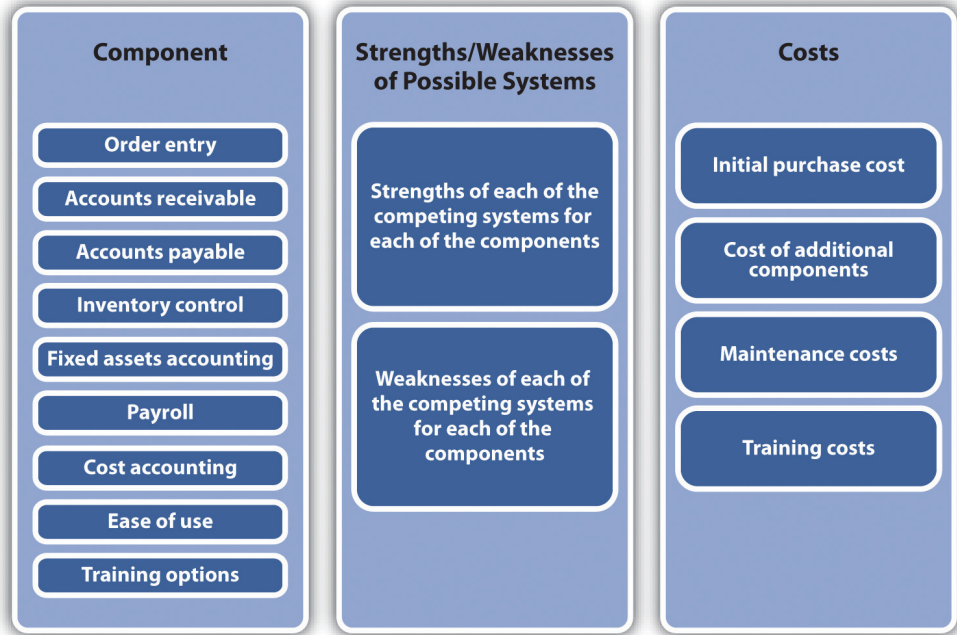 Component
Order entry
Accounts receivable
Accounts payable
Inventory control
Fixed assets accounting
Payroll
Cost accounting
Ease of use
Training options
Strengths/Weaknesses
of Possible Systems
Strengths of each of the
competing systems for
each of the components
Weaknesses of each of
the competing systems
for each of the
components
Costs
Initial purchase cost
Cost of additional
components
Maintenance costs
Training costs